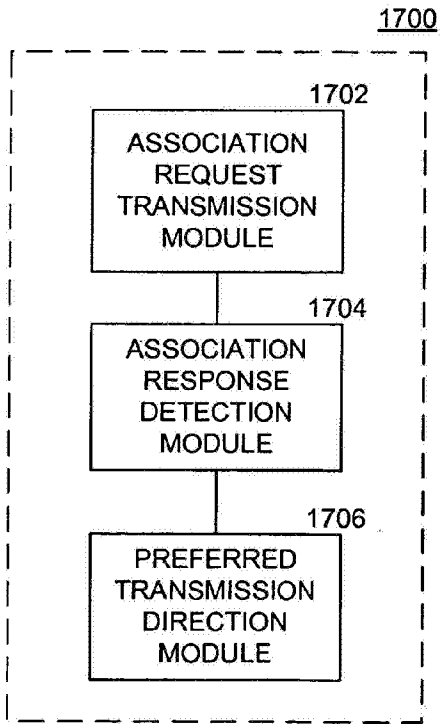 1700
1702
ASSOCIATION
REQUEST
TRANSMISSION
MODULE
1704
ASSOCIATION
RESPONSE
DETECTION
MODULE
1706
PREFERRED
TRANSMISSION
DIRECTION
MODULE